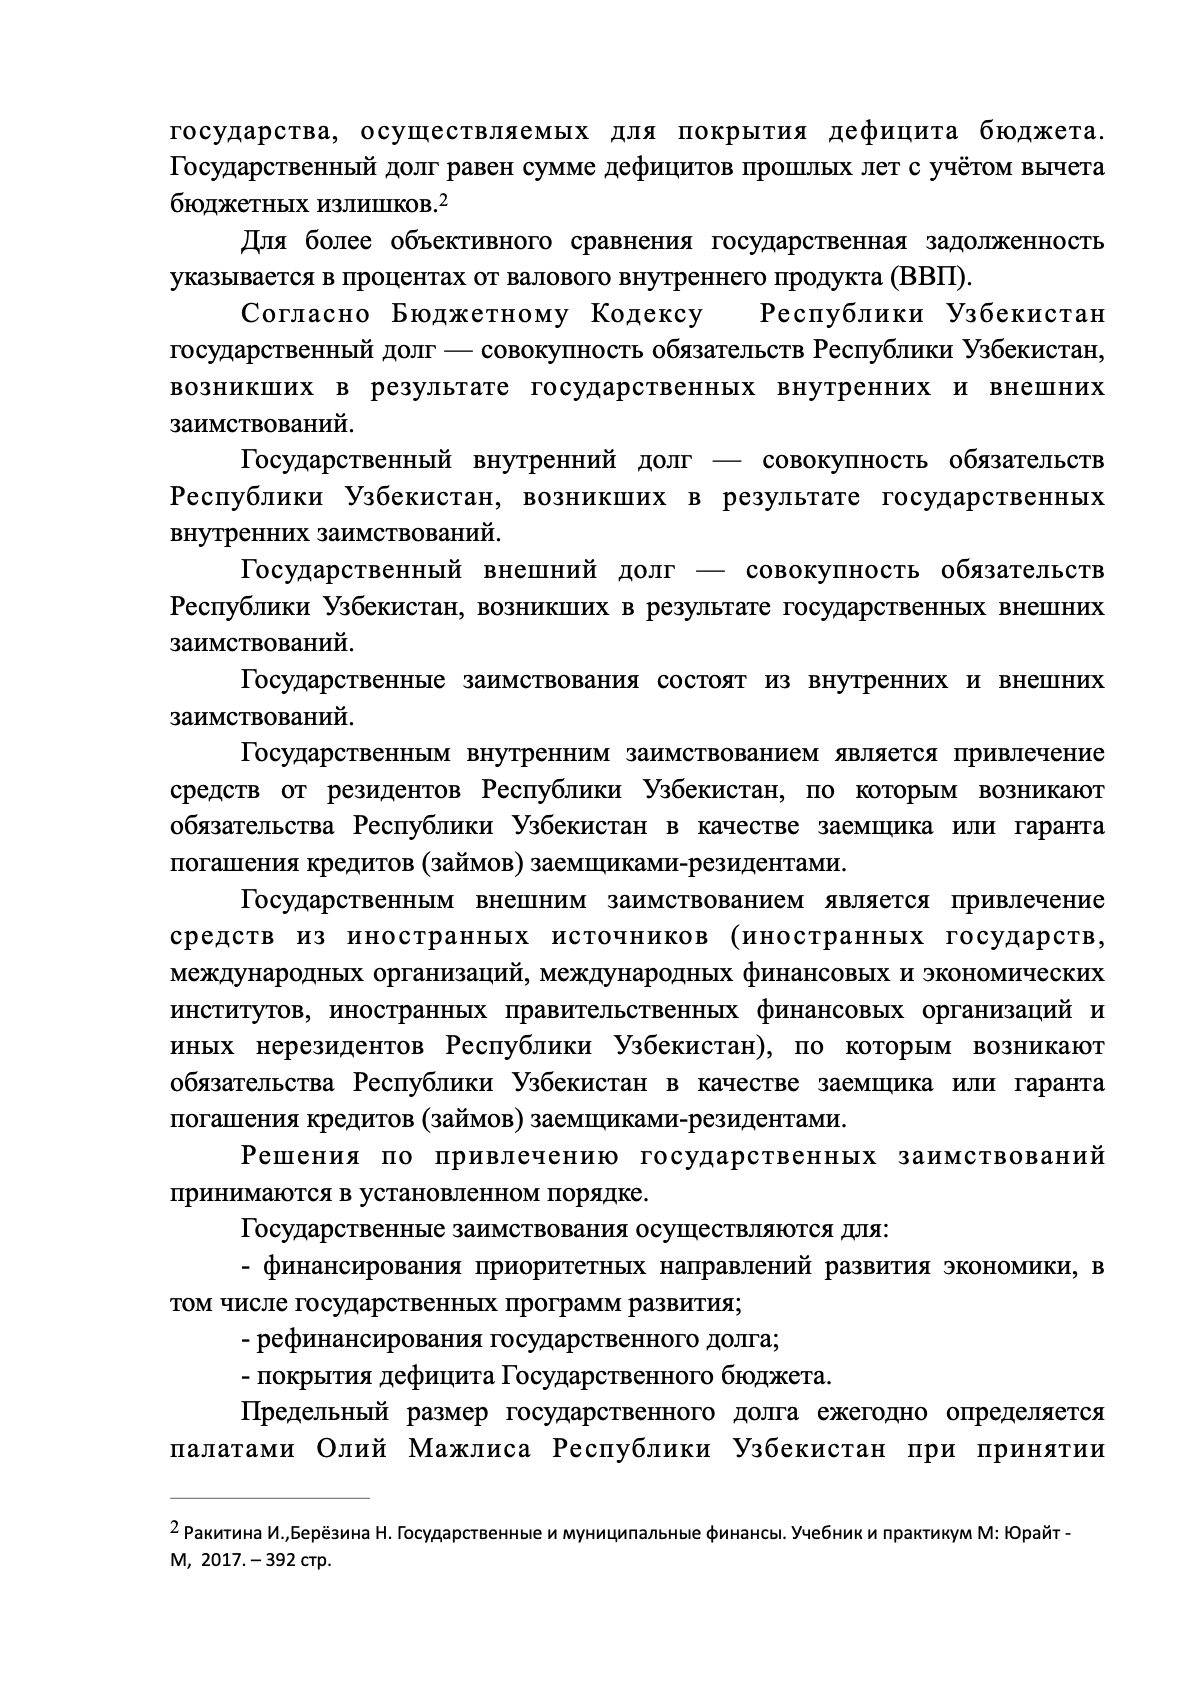 государства, осуществляемых для покрытия дефицита бюджета.
Государственный долг равен сумме дефицитов прошлых лет с учётом вычета
бюджетных излишков.2
Для более объективного сравнения государственная задолженность
указывается в процентах от валового внутреннего продукта (ВВП).
Согласно Бюджетному Кодексу Республики Узбекистан
государственный долг — совокупность обязательств Республики Узбекистан,
возникших в результате государственных внутренних и внешних
заимствований.
Государственный внутренний долг — совокупность обязательств
Республики Узбекистан, возникших в результате государственных
внутренних заимствований.
Государственный внешний долг — совокупность обязательств
Республики Узбекистан, возникших в результате государственных внешних
заимствований.
Государственные заимствования состоят из внутренних и внешних
заимствований.
Государственным внутренним заимствованием является привлечение
средств от резидентов Республики Узбекистан, по которым возникают
обязательства Республики Узбекистан в качестве заемщика или гаранта
погашения кредитов (займов) заемщиками-резидентами.
Государственным внешним заимствованием является привлечение
средств из иностранных источников (иностранных государств,
международных организаций, международных финансовых и экономических
институтов, иностранных правительственных финансовых организаций и
иных нерезидентов Республики Узбекистан), по которым возникают
обязательства Республики Узбекистан в качестве заемщика или гаранта
погашения кредитов (займов) заемщиками-резидентами.
Решения по привлечению государственных заимствований
принимаются в установленном порядке.
Государственные заимствования осуществляются для:
- финансирования приоритетных направлений развития экономики, в
том числе государственных программ развития;
- рефинансирования государственного долга;
- покрытия дефицита Государственного бюджета.
Предельный размер государственного долга ежегодно определяется
палатами Олий Мажлиса Республики Узбекистан при принятии
2 Ракитина И.,Берёзина Н. Государственные и муниципальные финансы. Учебник и практикум М: Юрайт -
М, 2017. – 392 стр.